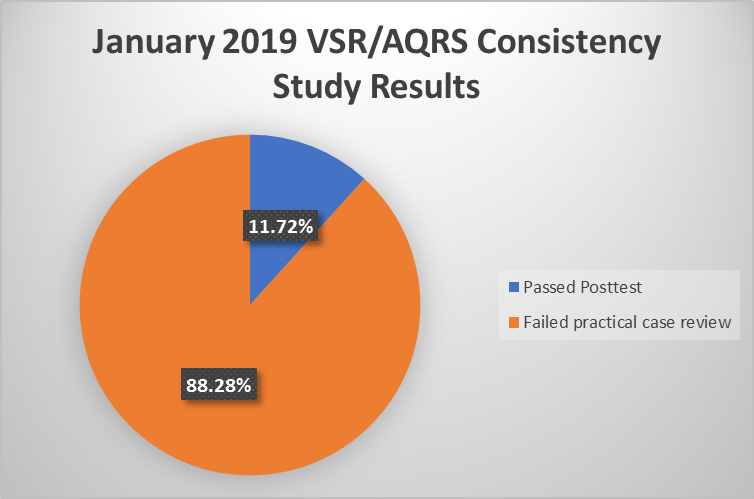 January 2019 VSR/AQRS Consistency
Study Results
11.72%
88.28%
Passed Posttest
Failed practical case review